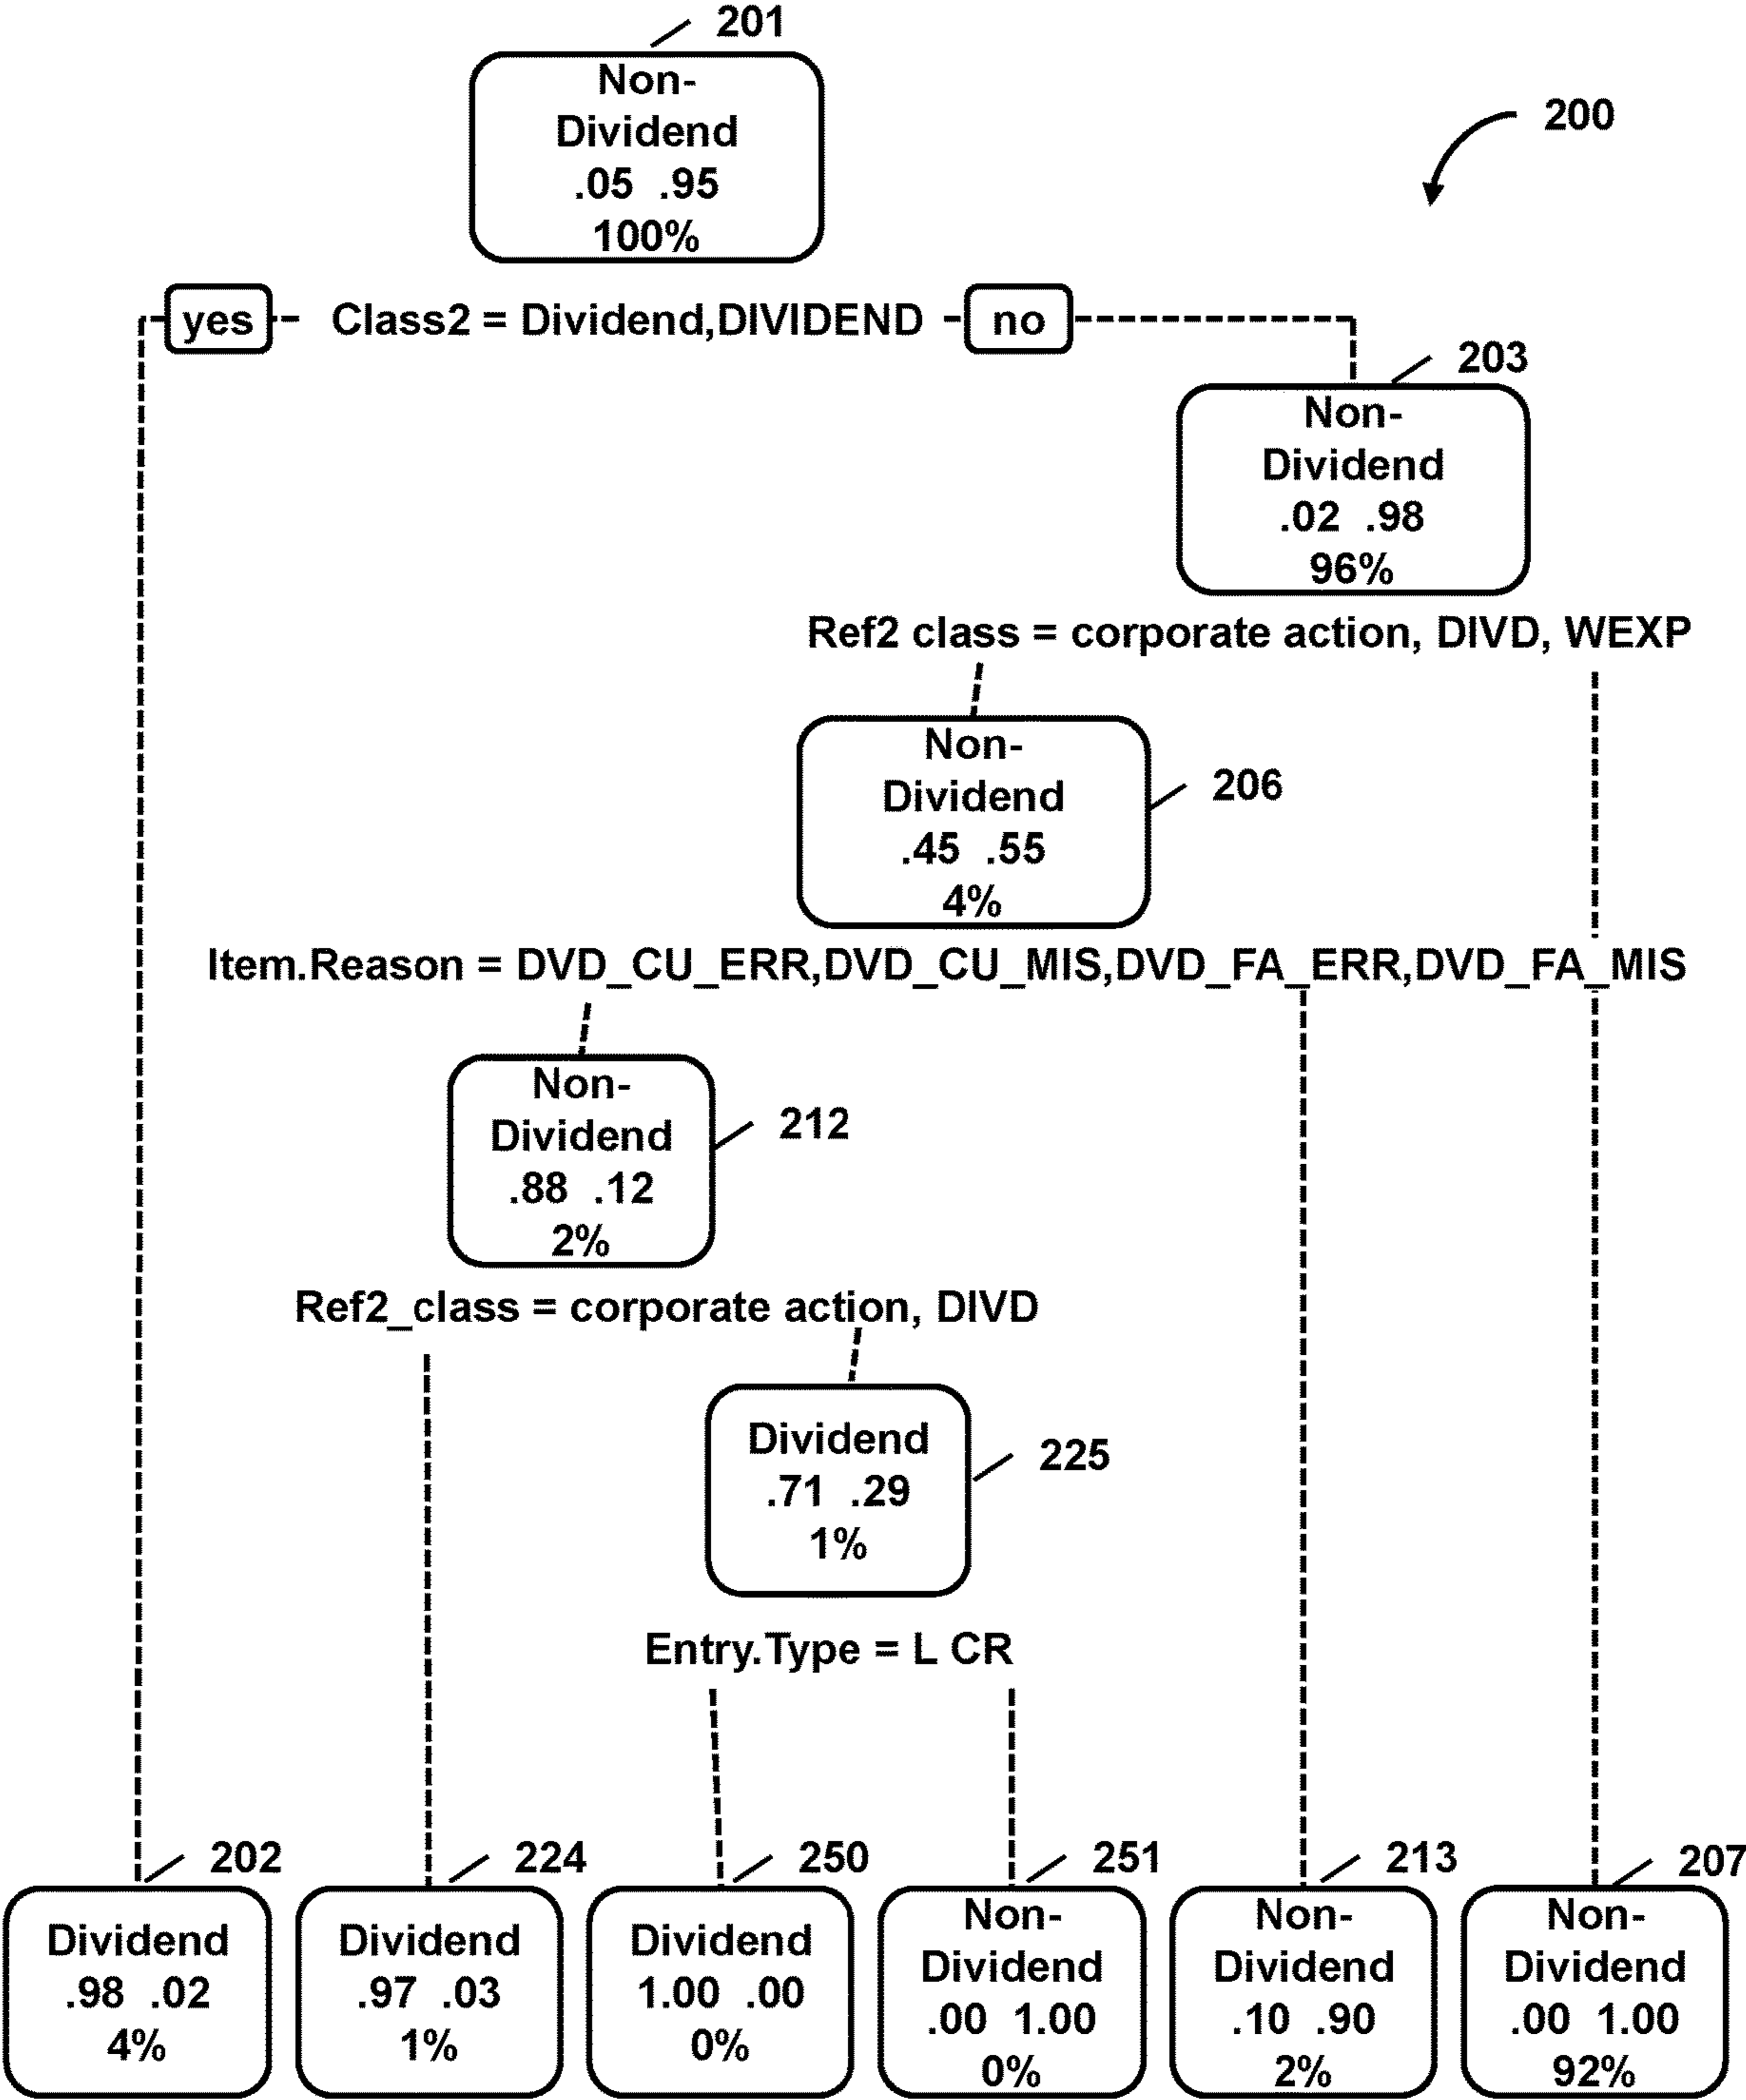 201
Non-
Dividend
.05 .95
100%
200
yes
Class2 = Dividend,DIVIDEND
no
203
Non-
Dividend
.02 .98
96%
Ref2 class = corporate action, DIVD, WEXP
Non-
Dividend
.45 .55
4%
206
Item.Reason = DVD_CU_ERR,DVD_CU_MIS,DVD_FA_ERR,DVD_FA_MIS
Non-
Dividend
.88 .12
2%
212
Ref2_class = corporate action, DIVD
Dividend
.71 .29
1%
225
Entry.Type = L CR
202
Dividend
.98 .02
4%
224
Dividend
.97 .03
1%
250
Dividend
1.00 .00
0%
251
Non-
Dividend
.00 1.00
0%
213
Non-
Dividend
.10 .90
2%
207
Non-
Dividend
.00 1.00
92%